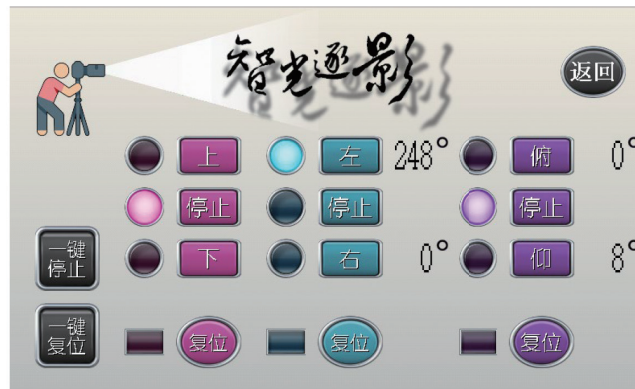 智光逐影
返回
上 左 248° 俯 0°
停止 停止 停止
一键
停止
下 右 0° 仰 8°
一键
复位
复位 复位 复位